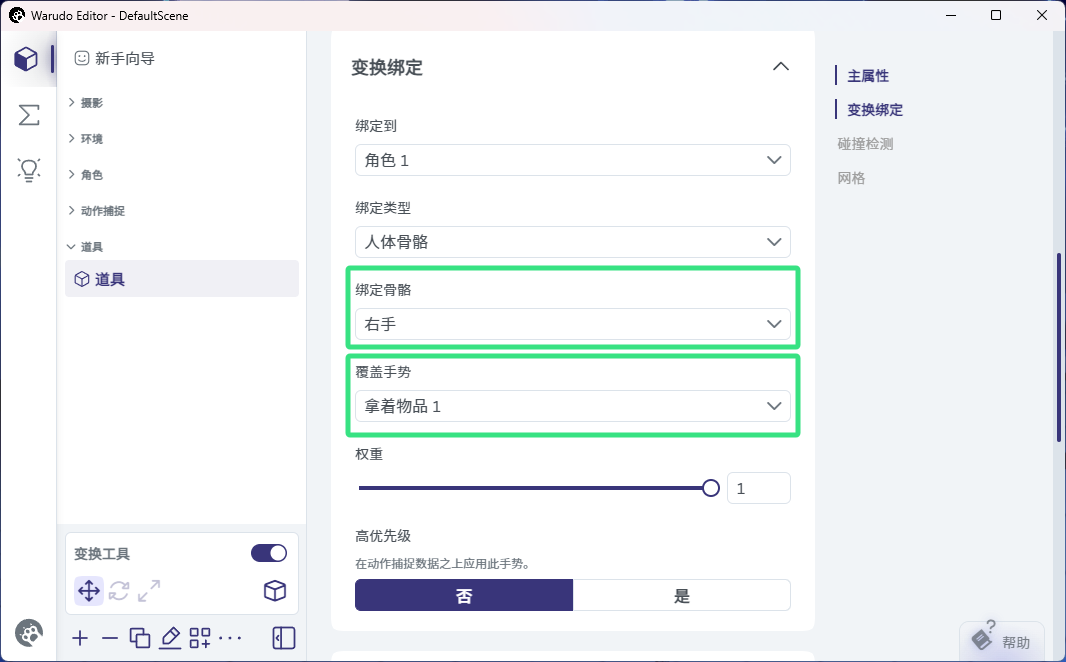 Warudo Editor - DefaultScene
新手向导
摄影
环境
角色
动作捕捉
道具
道具
变换工具
变换绑定
绑定到
角色 1
绑定类型
人体骨骼
绑定骨骼
右手
覆盖手势
拿着物品 1
权重
1
高优先级
在动作捕捉数据之上应用此手势。
否
是
主属性
变换绑定
碰撞检测
网格
帮助